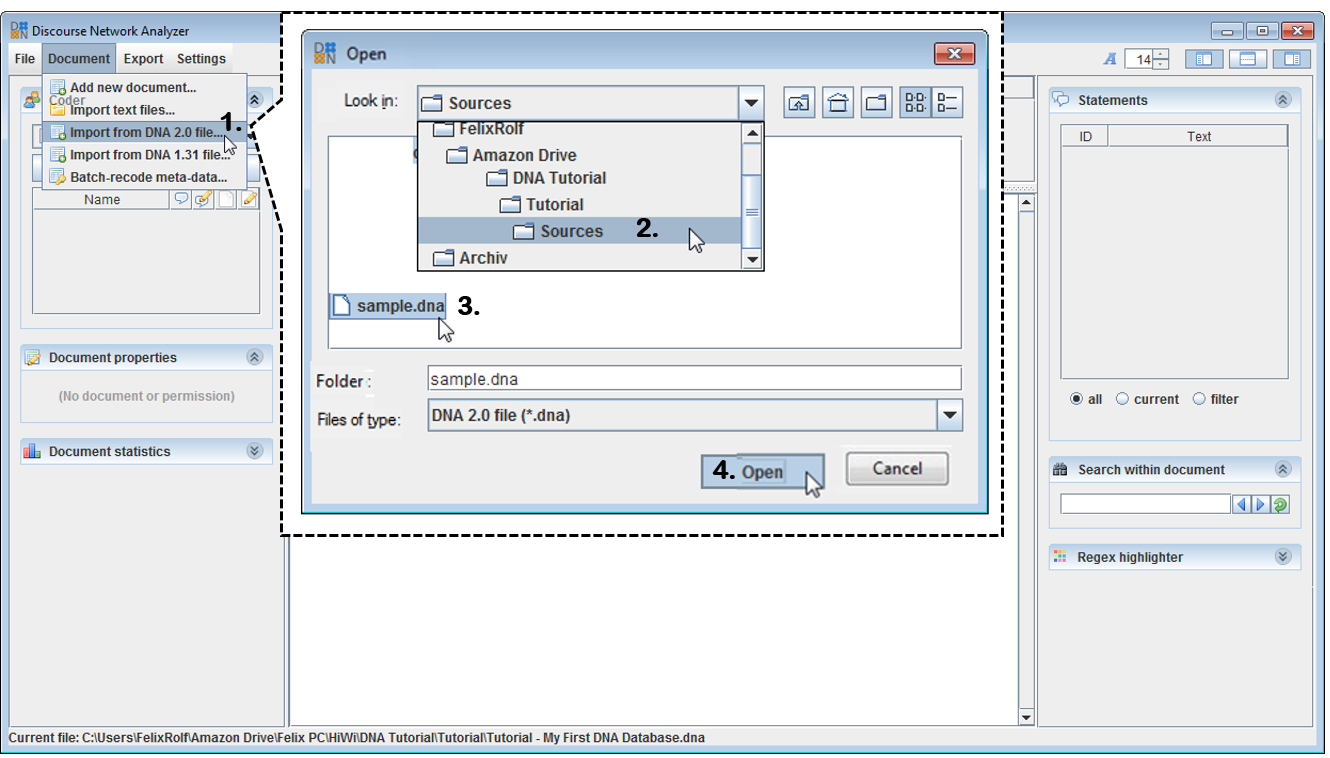 Discourse Network Analyzer
File Document Export Settings
14
Add new document...
Coder
Import text files...
1.
Import from DNA 2.0 file...
Import from DNA 1.31 file...
Batch-recode meta-data...
Name
Document properties
(No document or permission)
Document statistics
Open
Look in: Sources
FelixRolf
Amazon Drive
DNA Tutorial
Tutorial
Sources 2.
Archiv
sample.dna 3.
Folder : sample.dna
Files of type: DNA 2.0 file (*.dna)
4. Open Cancel
Statements
ID Text
all current filter
Search within document
Regex highlighter
Current file: C:\Users\FelixRolf\Amazon Drive\Felix PC\HiWi\DNA Tutorial\Tutorial\Tutorial - My First DNA Database.dna